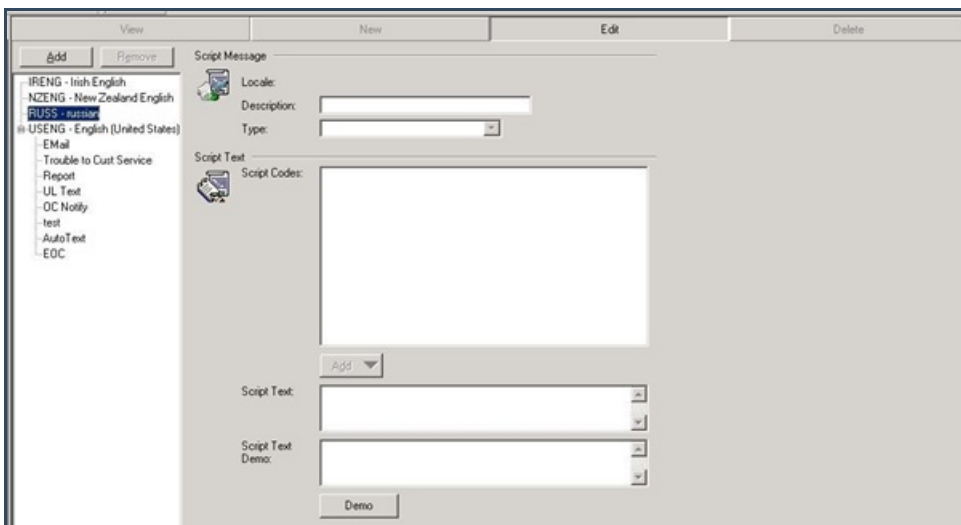 View New Edit Delete
Add Remove Script Message
IRENG - Irish English
NZENG - New Zealand English
RUSS - russian
USENG - English (United States)
EMail
Trouble to Cust Service
Report
UL Text
OC Notify
test
AutoText
EOC
Locale:
Description:
Type:
Script Text
Script Codes:
Add
Script Text:
Script Text
Demo:
Demo